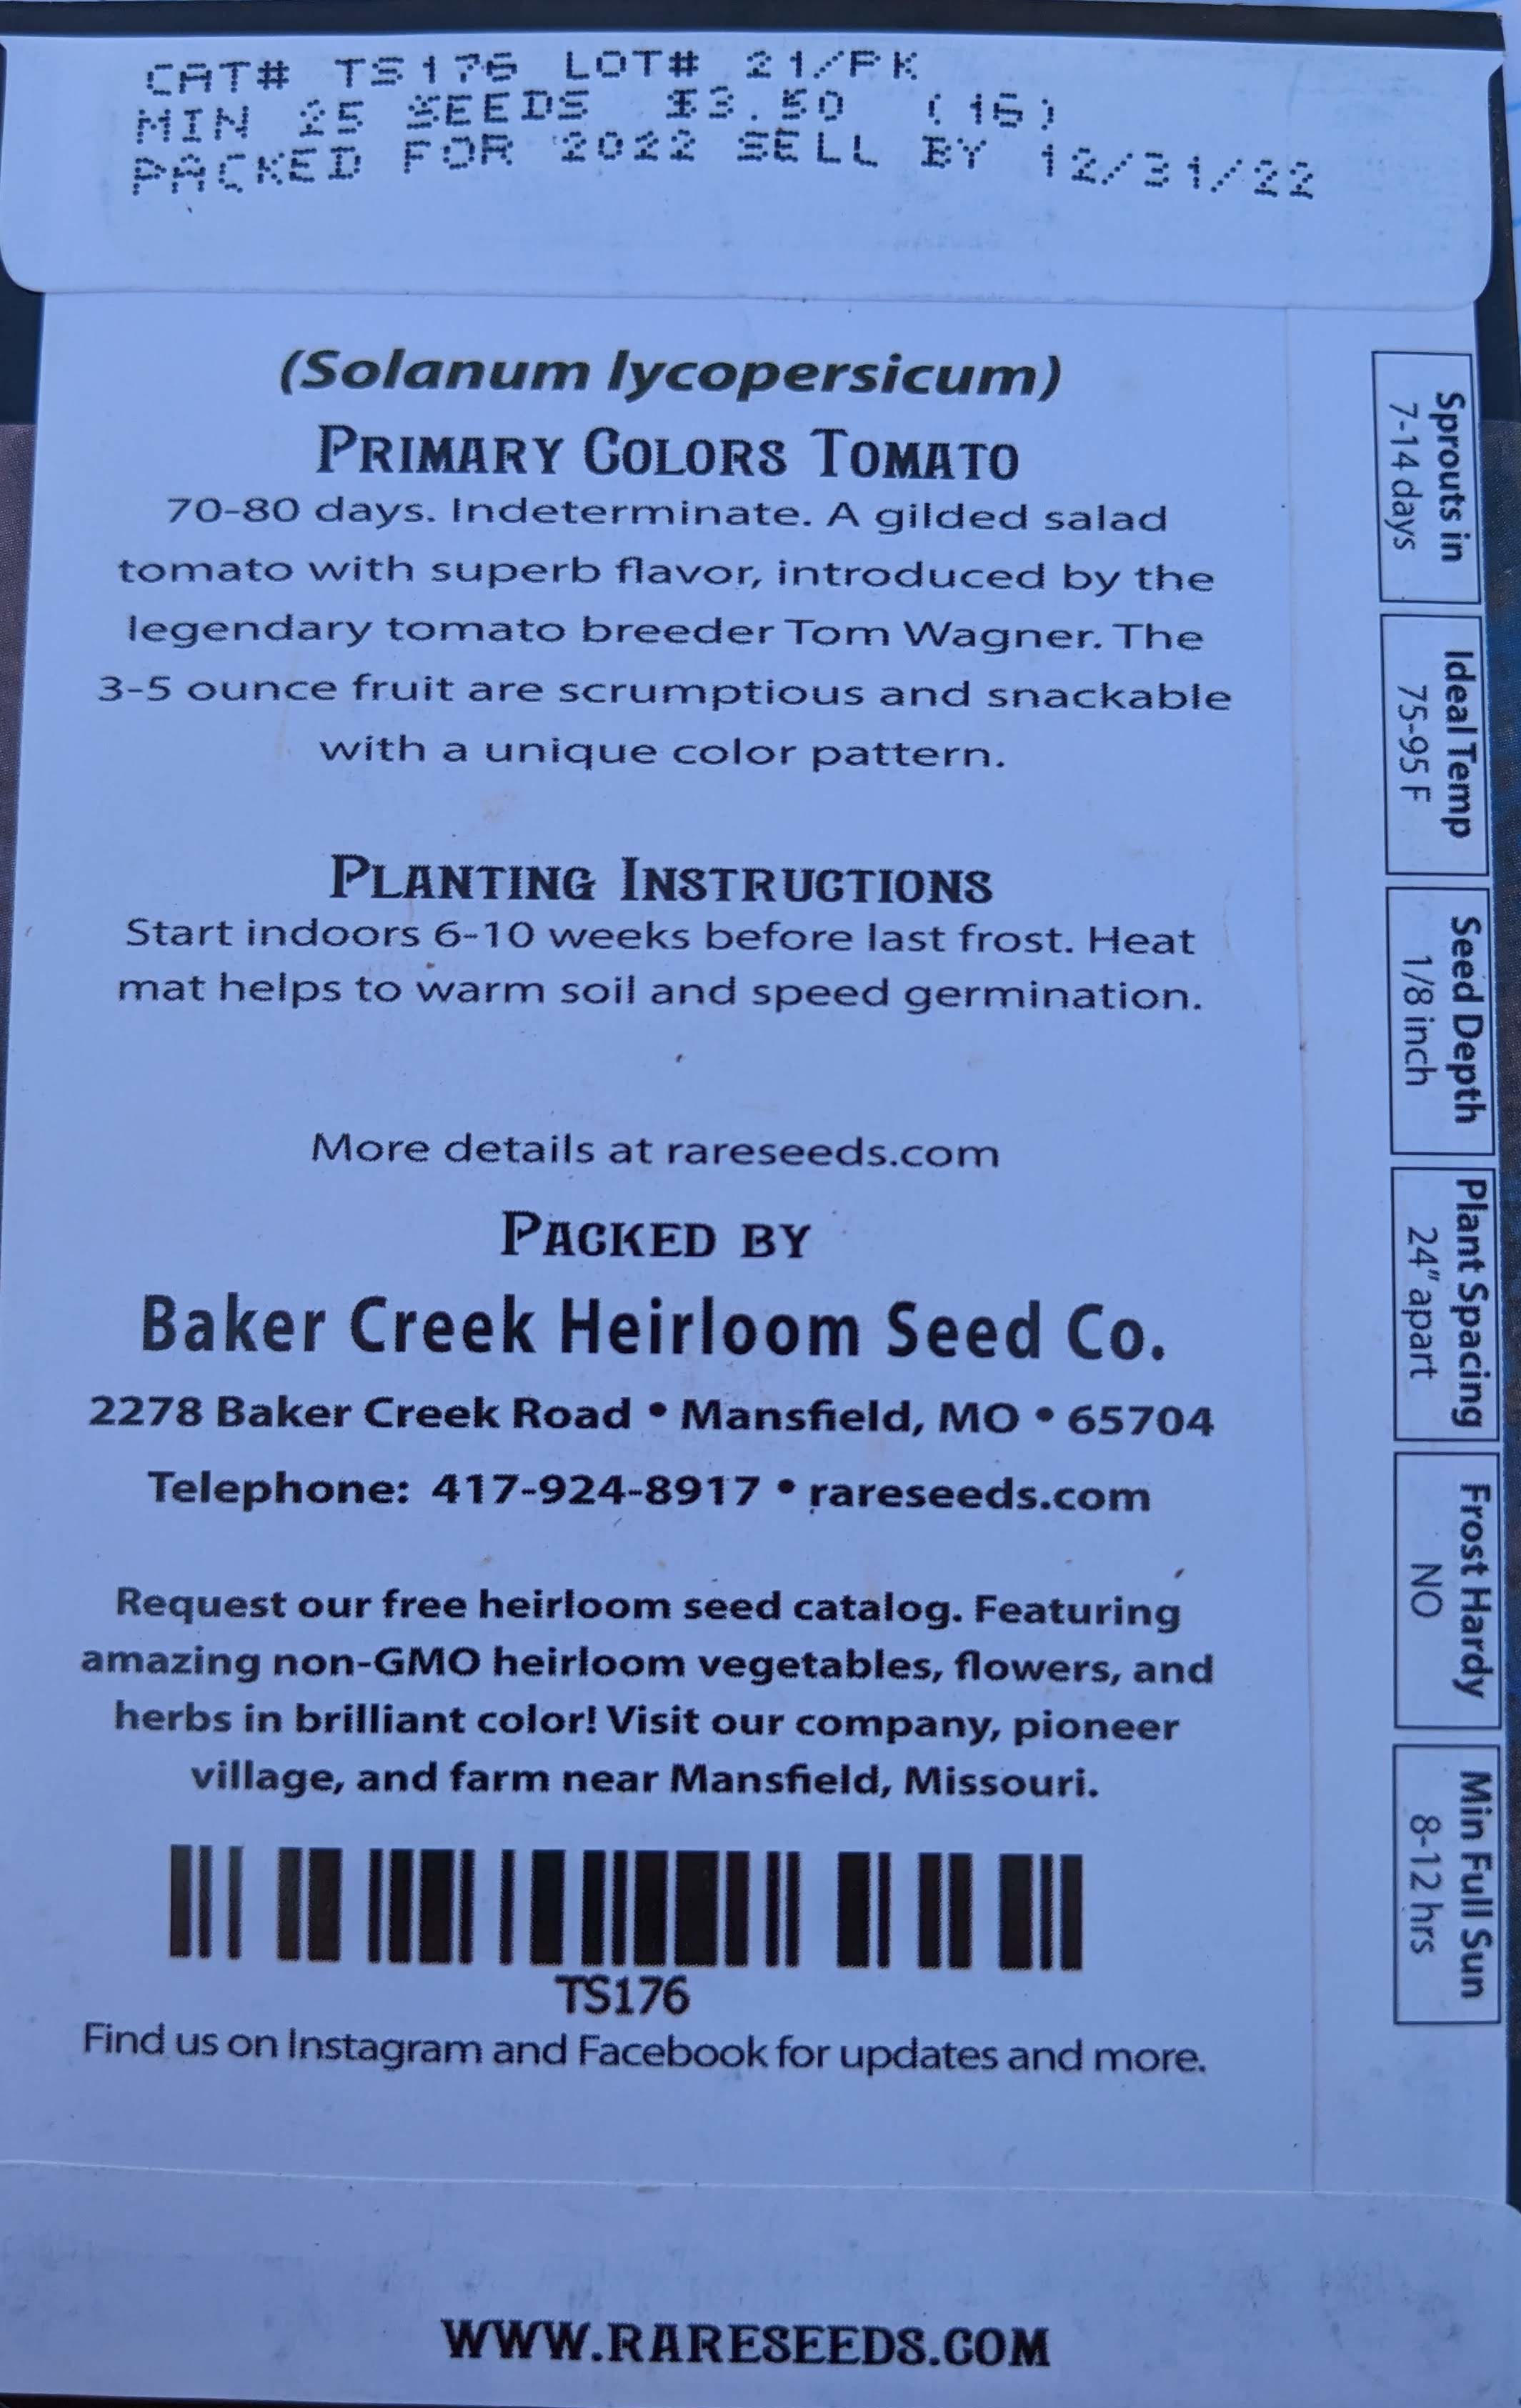 CAT# TS176 LOT# 21/PK
MIN 25 SEEDS $3.50 (15)
PACKED FOR 2022 SELL BY 12/31/22
(Solanum lycopersicum)
PRIMARY COLORS TOMATO
70-80 days. Indeterminate. A gilded salad
tomato with superb flavor, introduced by the
legendary tomato breeder Tom Wagner. The
3-5 ounce fruit are scrumptious and snackable
with a unique color pattern.
PLANTING INSTRUCTIONS
Start indoors 6-10 weeks before last frost. Heat
mat helps to warm soil and speed germination.
More details at rareseeds.com
PACKED BY
Baker Creek Heirloom Seed Co.
2278 Baker Creek Road • Mansfield, MO • 65704
Telephone: 417-924-8917 • rareseeds.com
Request our free heirloom seed catalog. Featuring
amazing non-GMO heirloom vegetables, flowers, and
herbs in brilliant color! Visit our company, pioneer
village, and farm near Mansfield, Missouri.
TS176
Find us on Instagram and Facebook for updates and more.
WWW.RARESEEDS.COM
Sprouts in
7-14 days
Ideal Temp
75-95 F
Seed Depth
1/8 inch
Plant Spacing
24" apart
Frost Hardy
NO
Min Full Sun
8-12 hrs